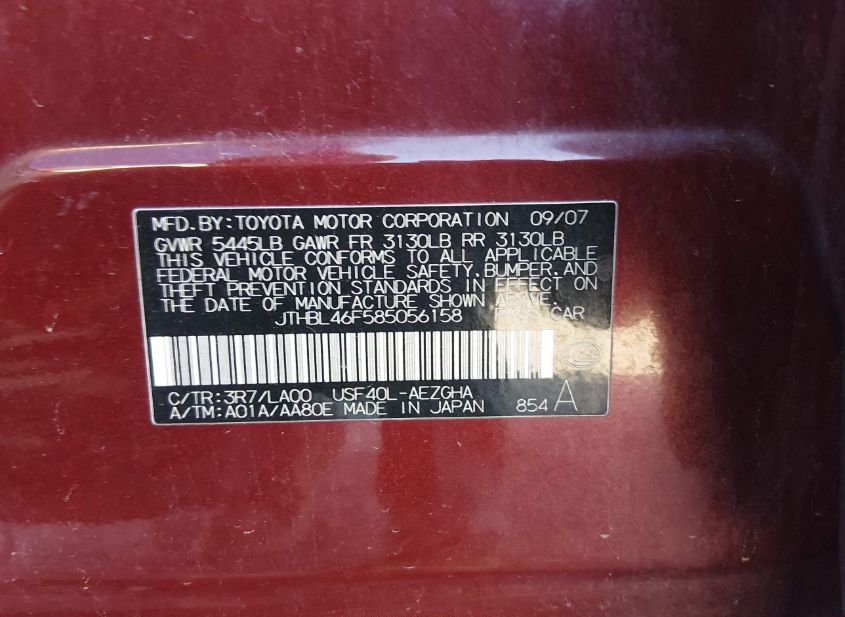 MFD.BY:TOYOTA MOTOR CORPORATION 09/07
GVWR 5445LB GAWR FR 3130LB RR 3130LB
THIS VEHICLE CONFORMS TO ALL APPLICABLE
FEDERAL MOTOR VEHICLE SAFETY,BUMPER,AND
THEFT PREVENTION STANDARDS IN EFFECT ON
THE DATE OF MANUFACTURE SHOWN ABOVE.
JTHBL46F585056158 PASS CAR
C/TR:3R7/LA00 USF40L-AEZGHA
A/TM:A01A/AA80E MADE IN JAPAN 854 A